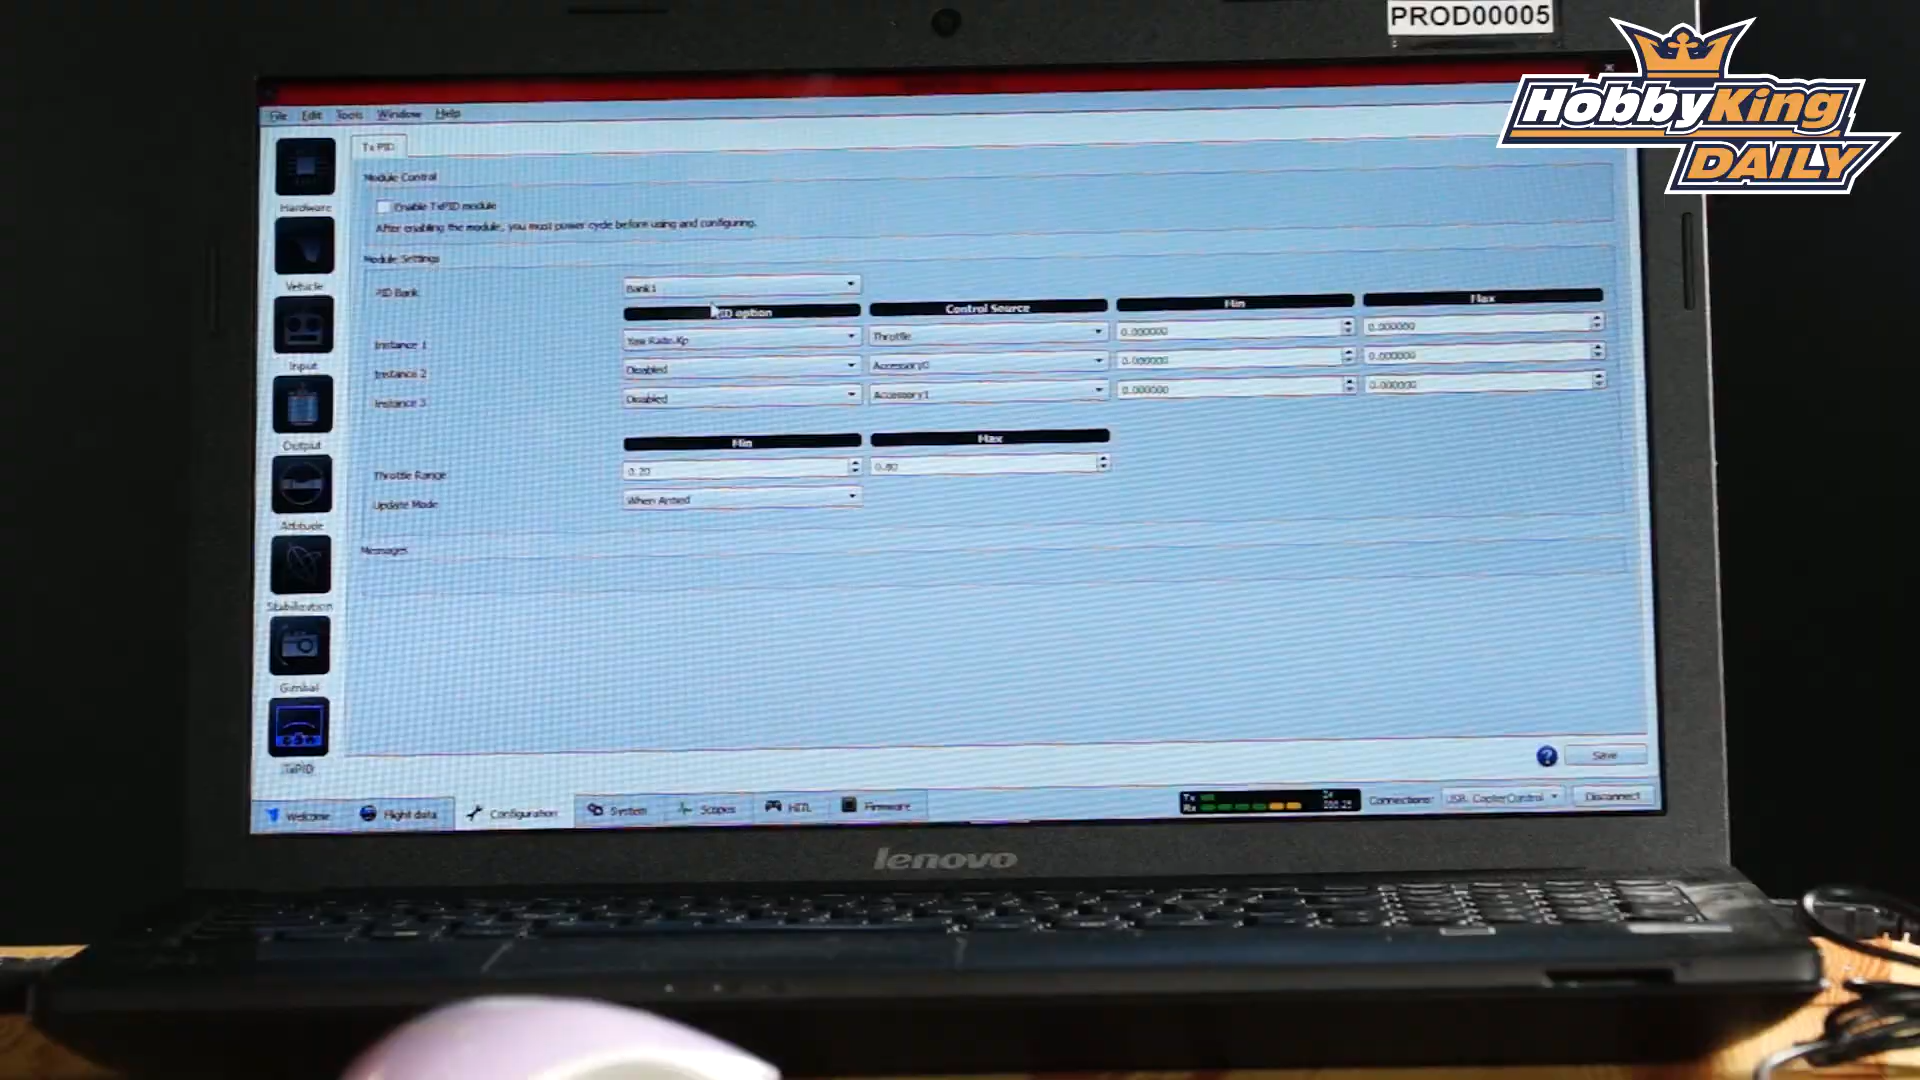 PROD00005
HobbyKing
DAILY
File Edit Tools Window Help
Tx PID
Module Control
Enable TxPID module
After enabling the module, you must power cycle before using and configuring.
Module Settings
PID Bank Bank1
PID option Control Source Min Max
Instance 1 Yaw Rate.Kp Throttle 0.000000 0.000000
Instance 2 Disabled Accessory0 0.000000 0.000000
Instance 3 Disabled Accessory1 0.000000 0.000000
Min Max
Throttle Range 0.20 0.80
Update Mode When Armed
Messages
Hardware
Vehicle
Input
Output
Attitude
Stabilization
Gimbal
TxPID
? Save
Welcome Flight data Configuration System Scopes HITL Firmware
Tx
Rx
Connections: USB: CopterControl Disconnect
lenovo